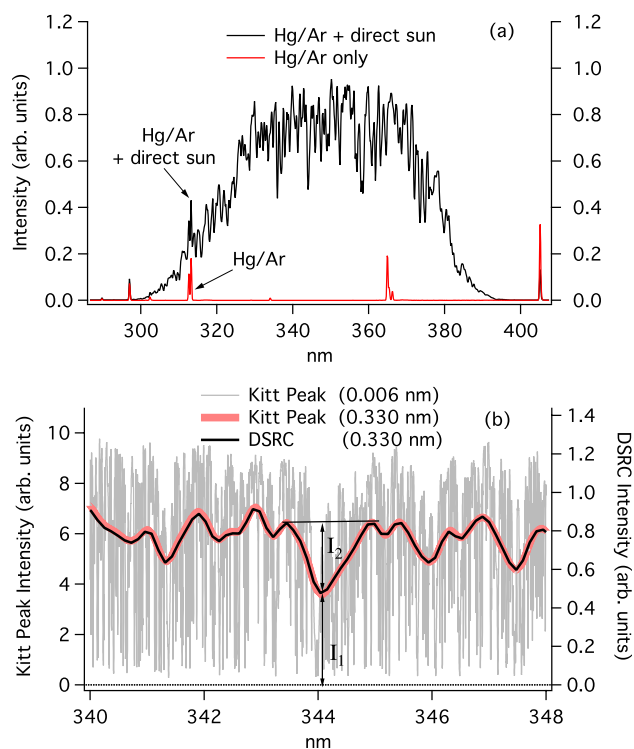 (a)
Hg/Ar + direct sun
Hg/Ar only
Intensity (arb. units)
1.2
1.0
0.8
0.6
0.4
0.2
0.0
1.2
1.0
0.8
0.6
0.4
0.2
0.0
Hg/Ar
+ direct sun
Hg/Ar
300
320
340
360
380
400
nm
Kitt Peak (0.006 nm)
Kitt Peak (0.330 nm)
DSRC (0.330 nm)
(b)
Kitt Peak Intensity (arb. units)
10
8
6
4
2
0
DSRC Intensity
(arb. units)
1.4
1.2
1.0
0.8
0.6
0.4
0.2
0.0
I2
I1
340
342
344
346
348
nm